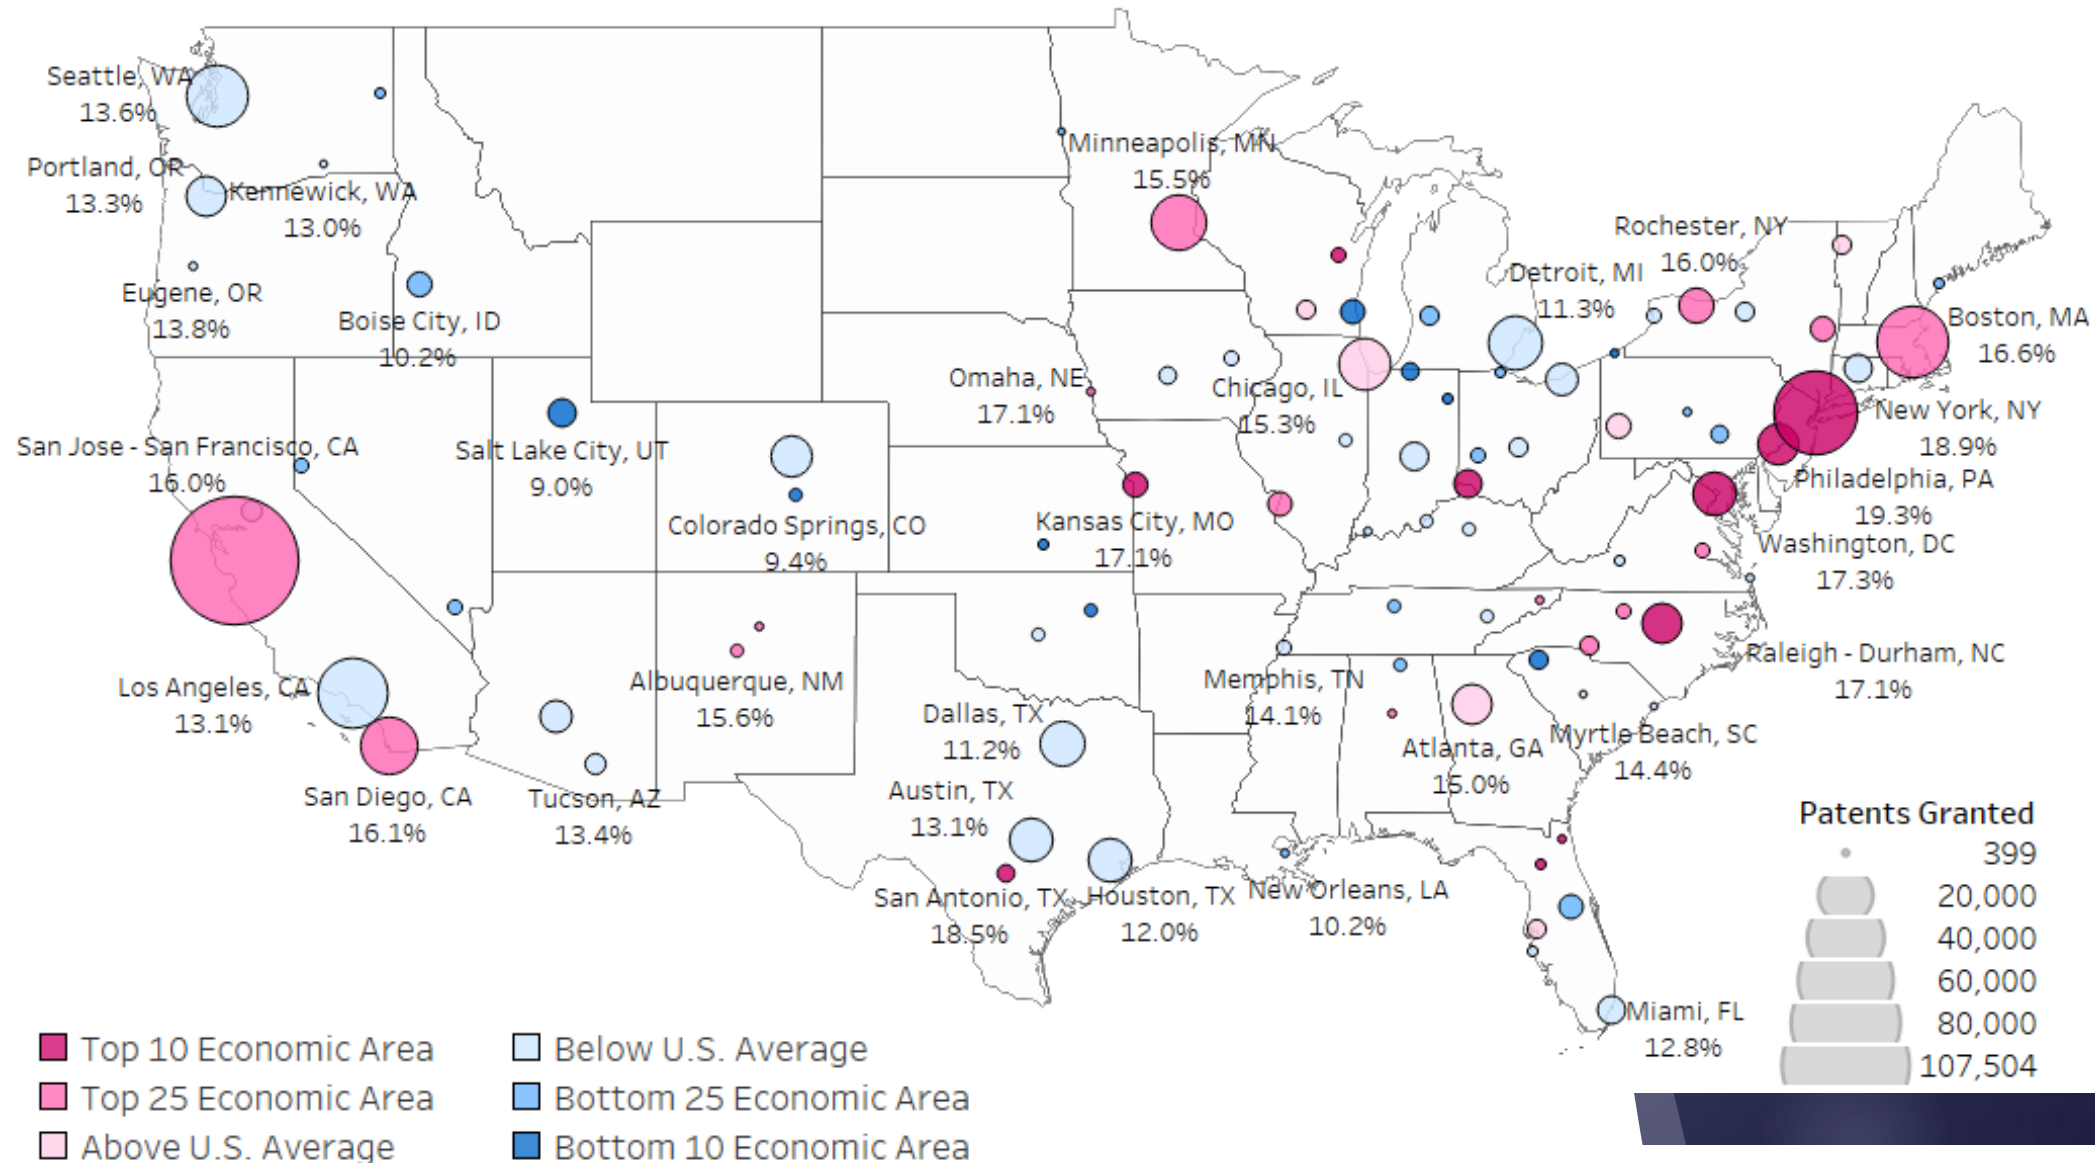 Seattle, WA
13.6%
Portland, OR
13.3%
Kennewick, WA
13.0%
Eugene, OR
13.8%
Boise City, ID
10.2%
Minneapolis, MN
15.5%
Rochester, NY
16.0%
Detroit, MI
11.3%
Boston, MA
16.6%
Omaha, NE
17.1%
Chicago, IL
15.3%
New York, NY
18.9%
San Jose - San Francisco, CA
16.0%
Salt Lake City, UT
9.0%
Colorado Springs, CO
9.4%
Kansas City, MO
17.1%
Philadelphia, PA
19.3%
Washington, DC
17.3%
Raleigh - Durham, NC
17.1%
Los Angeles, CA
13.1%
Albuquerque, NM
15.6%
Memphis, TN
14.1%
Dallas, TX
11.2%
Atlanta, GA
15.0%
Myrtle Beach, SC
14.4%
San Diego, CA
16.1%
Tucson, AZ
13.4%
Austin, TX
13.1%
San Antonio, TX
18.5%
Houston, TX
12.0%
New Orleans, LA
10.2%
Miami, FL
12.8%
Patents Granted
399
20,000
40,000
60,000
80,000
107,504
Top 10 Economic Area
Top 25 Economic Area
Above U.S. Average
Below U.S. Average
Bottom 25 Economic Area
Bottom 10 Economic Area